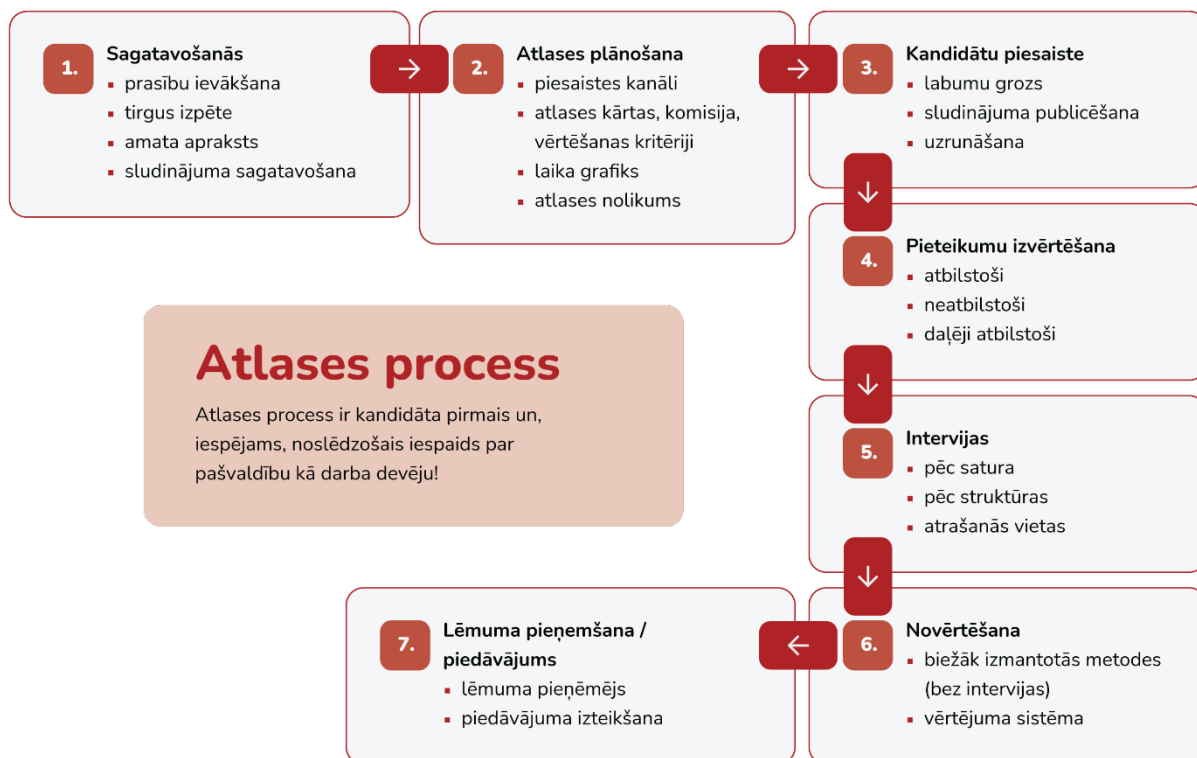 1.
Sagatavošanās
▪ prasību ievākšana
▪ tirgus izpēte
▪ amata apraksts
▪ sludinājuma sagatavošana
→
2.
Atlases plānošana
▪ piesaistes kanāli
▪ atlases kārtas, komisija,
vērtēšanas kritēriji
▪ laika grafiks
▪ atlases nolikums
→
3.
Kandidātu piesaiste
▪ labumu grozs
▪ sludinājuma publicēšana
▪ uzrunāšana
↓
4.
Pieteikumu izvērtēšana
▪ atbilstoši
▪ neatbilstoši
▪ daļēji atbilstoši
↓
5.
Intervijas
▪ pēc satura
▪ pēc struktūras
▪ atrašanās vietas
↓
6.
Novērtēšana
▪ biežāk izmantotās metodes
(bez intervijas)
▪ vērtējuma sistēma
←
7.
Lēmuma pieņemšana /
piedāvājums
▪ lēmuma pieņēmējs
▪ piedāvājuma izteikšana
Atlases process
Atlases process ir kandidāta pirmais un,
iespējams, noslēdzošais iespaids par
pašvaldību kā darba devēju!